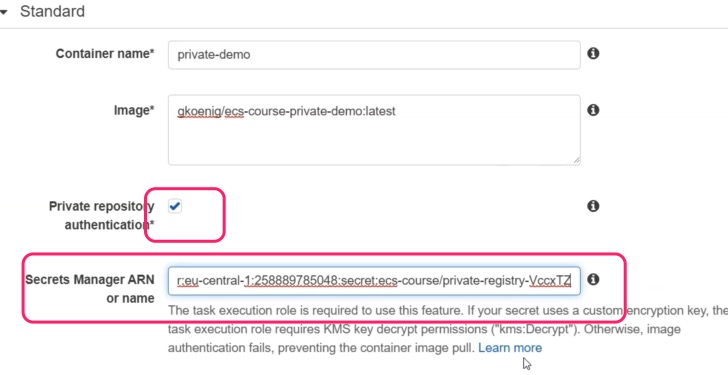 Standard
Container name*
private-demo
Image*
gkoenig/ecs-course-private-demo:latest
Private repository
authentication*
Secrets Manager ARN
or name
r:eu-central-1:258889785048:secret:ecs-course/private-registry-VccxTZ
The task execution role is required to use this feature. If your secret uses a custom encryption key, the
task execution role requires KMS key decrypt permissions ("kms:Decrypt"). Otherwise, image
authentication fails, preventing the container image pull. Learn more